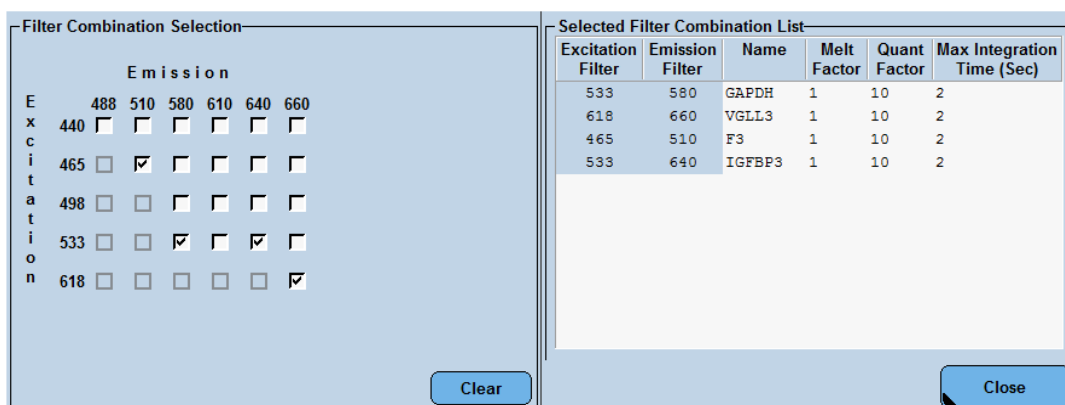 Filter Combination Selection
Emission
Excitation
488 510 580 610 640 660
440
465
498
533
618
Clear
Selected Filter Combination List
Excitation Filter Emission Filter Name Melt Factor Quant Factor Max Integration Time (Sec)
533 580 GAPDH 1 10 2
618 660 VGLL3 1 10 2
465 510 F3 1 10 2
533 640 IGFBP3 1 10 2
Close